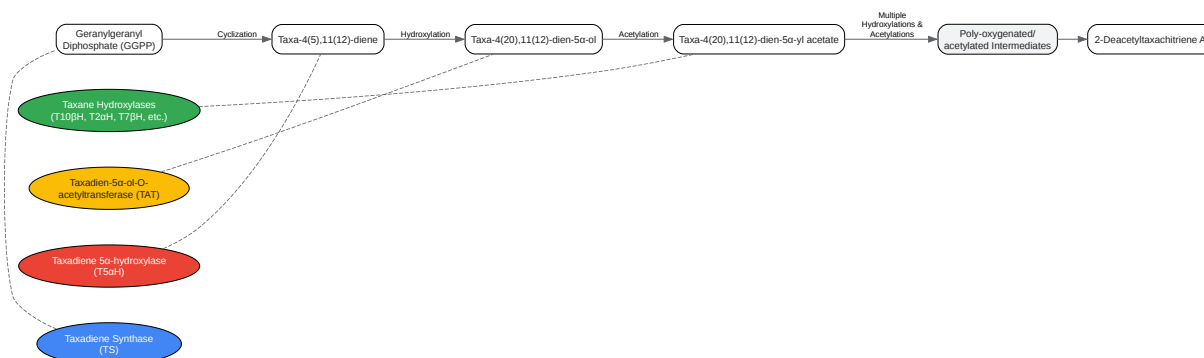 Geranylgeranyl
Diphosphate (GGPP)
Cyclization
Taxa-4(5),11(12)-diene
Hydroxylation
Taxa-4(20),11(12)-dien-5α-ol
Acetylation
Taxa-4(20),11(12)-dien-5α-yl acetate
Multiple
Hydroxylations &
Acetylations
Poly-oxygenated/
acetylated Intermediates
2-Deacetyltaxachitriene A
Taxane Hydroxylases
(T10βH, T2αH, T7βH, etc.)
Taxadien-5α-ol-O-
acetyltransferase (TAT)
Taxadiene 5α-hydroxylase
(T5αH)
Taxadiene Synthase
(TS)